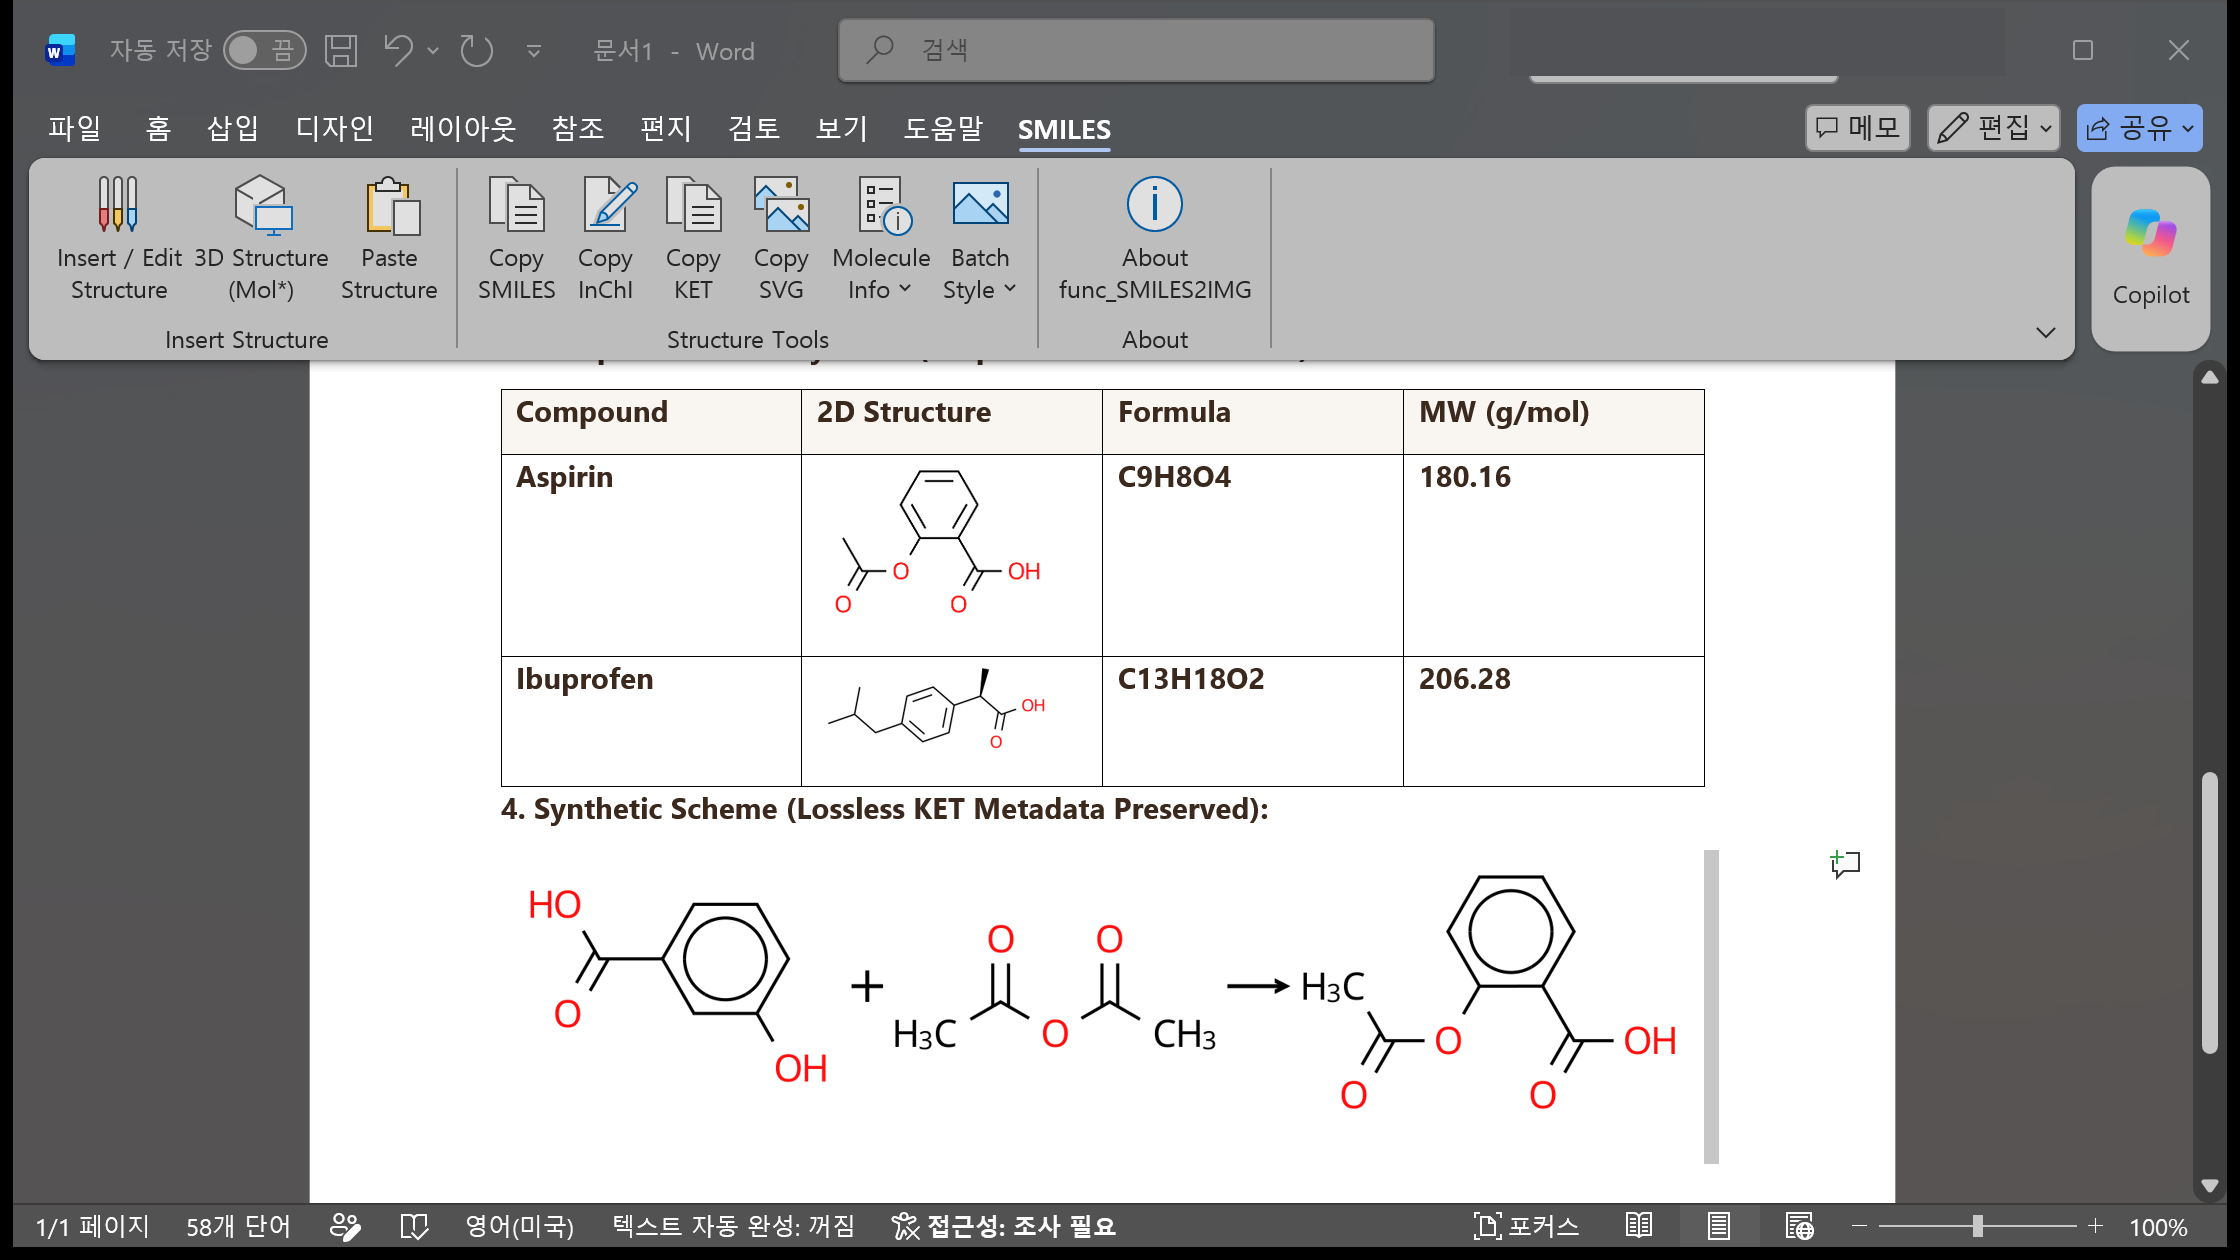 자동 저장 끔 문서1 - Word 검색
파일 홈 삽입 디자인 레이아웃 참조 편지 검토 보기 도움말 SMILES 메모 편집 공유
Insert / Edit Structure
3D Structure (Mol*)
Paste Structure
Copy SMILES
Copy InChI
Copy KET
Copy SVG
Molecule Info
Batch Style
About func_SMILES2IMG
Copilot
Insert Structure
Structure Tools
About
Compound 2D Structure Formula MW (g/mol)
Aspirin C9H8O4 180.16
O OH
O O
Ibuprofen C13H18O2 206.28
OH
O
4. Synthetic Scheme (Lossless KET Metadata Preserved):
HO
O
OH
+
O O
H3C O CH3
H3C
O OH
O O
1/1 페이지 58개 단어 영어(미국) 텍스트 자동 완성: 꺼짐 접근성: 조사 필요 포커스 100%